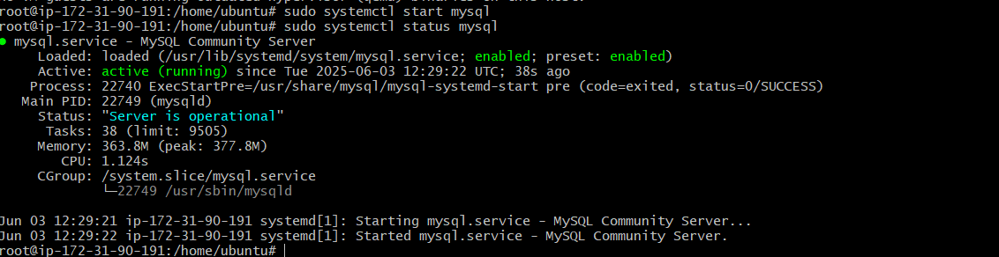 root@ip-172-31-90-191:/home/ubuntu# sudo systemctl start mysql
root@ip-172-31-90-191:/home/ubuntu# sudo systemctl status mysql
● mysql.service - MySQL Community Server
     Loaded: loaded (/usr/lib/systemd/system/mysql.service; enabled; preset: enabled)
     Active: active (running) since Tue 2025-06-03 12:29:22 UTC; 38s ago
    Process: 22740 ExecStartPre=/usr/share/mysql/mysql-systemd-start pre (code=exited, status=0/SUCCESS)
   Main PID: 22749 (mysqld)
     Status: "Server is operational"
      Tasks: 38 (limit: 9505)
     Memory: 363.8M (peak: 377.8M)
        CPU: 1.124s
     CGroup: /system.slice/mysql.service
             └─22749 /usr/sbin/mysqld
Jun 03 12:29:21 ip-172-31-90-191 systemd[1]: Starting mysql.service - MySQL Community Server...
Jun 03 12:29:22 ip-172-31-90-191 systemd[1]: Started mysql.service - MySQL Community Server.
root@ip-172-31-90-191:/home/ubuntu#